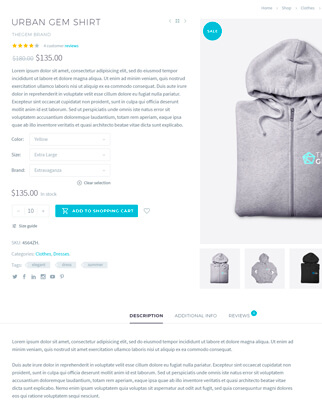 Home > Shop > Clothes >
URBAN GEM SHIRT
THEGEM BRAND
4 customer reviews
$169.00 $135.00
Lorem ipsum dolor sit amet, consectetur adipiscing elit, sed do eiusmod tempor
incididunt ut labore et dolore magna aliqua. Ut enim ad minim veniam, quis nostrud
exercitation ullamco laboris nisi ut aliquip ex ea commodo consequat. Duis aute irure
dolor in reprehenderit in voluptate velit esse cillum dolore eu fugiat nulla pariatur.
Excepteur sint occaecat cupidatat non proident, sunt in culpa qui officia deserunt
mollit anim id est laborum. Sed ut perspiciatis unde omnis iste natus error sit
voluptatem accusantium doloremque laudantium, totam rem aperiam, eaque ipsa
quae ab illo inventore veritatis et quasi architecto beatae vitae dicta sunt explicabo.
Color: Yellow
Size: Extra Large
Brand: Extravaganza
Clear selection
$135.00 In stock
- 10 + ADD TO SHOPPING CART
Size guide
SKU: 4564ZH.
Categories: Clothes, Dresses.
Tags: elegant dress summer
SALE
DESCRIPTION ADDITIONAL INFO REVIEWS
Lorem ipsum dolor sit amet, consectetur adipiscing elit, sed do eiusmod tempor incididunt ut labore et dolore magna aliqua. Ut enim ad
minim veniam, quis nostrud exercitation ullamco laboris nisi ut aliquip ex ea commodo consequat.
Duis aute irure dolor in reprehenderit in voluptate velit esse cillum dolore eu fugiat nulla pariatur. Excepteur sint occaecat cupidatat non
proident, sunt in culpa qui officia deserunt mollit anim id est laborum. Sed ut perspiciatis unde omnis iste natus error sit voluptatem
accusantium doloremque laudantium, totam rem aperiam, eaque ipsa quae ab illo inventore veritatis et quasi architecto beatae vitae
dicta sunt explicabo. Nemo enim ipsam voluptatem quia voluptas sit aspernatur aut odit aut fugit, sed quia consequuntur magni dolores
eos qui ratione voluptatem sequi nesciunt.